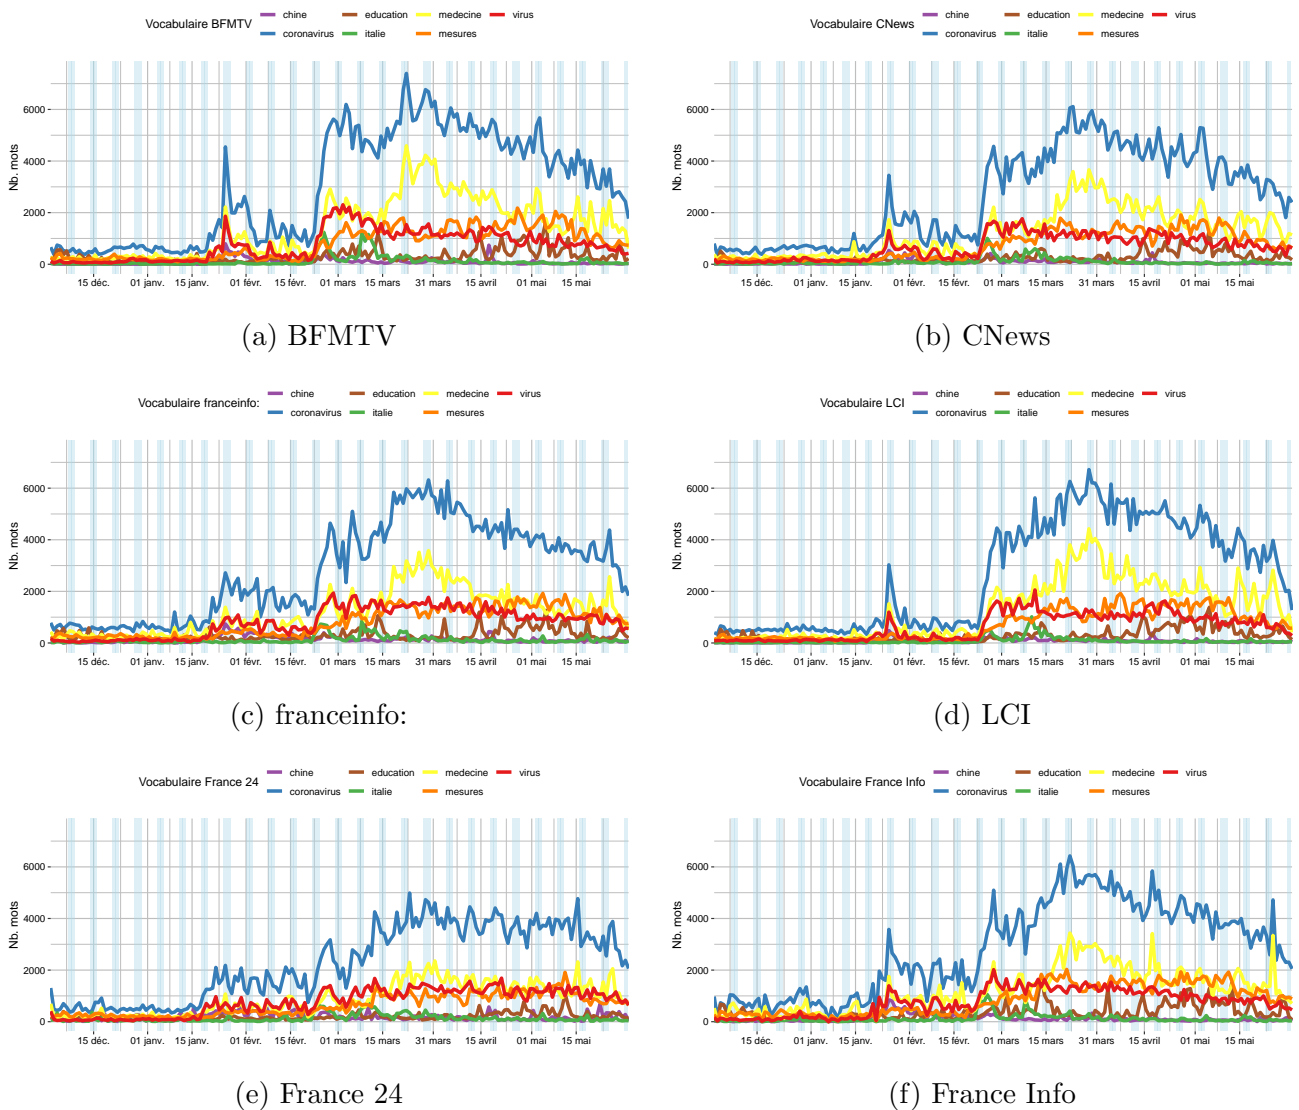 Vocabulaire BFMTV chine education medecine virus
coronavirus italie mesures
Nb. mots
6000
4000
2000
0
15 déc. 01 janv. 15 janv. 01 févr. 15 févr. 01 mars 15 mars 31 mars 15 avril 01 mai 15 mai
(a) BFMTV
Vocabulaire CNews chine education medecine virus
coronavirus italie mesures
Nb. mots
6000
4000
2000
0
15 déc. 01 janv. 15 janv. 01 févr. 15 févr. 01 mars 15 mars 31 mars 15 avril 01 mai 15 mai
(b) CNews
Vocabulaire franceinfo: chine education medecine virus
coronavirus italie mesures
Nb. mots
6000
4000
2000
0
15 déc. 01 janv. 15 janv. 01 févr. 15 févr. 01 mars 15 mars 31 mars 15 avril 01 mai 15 mai
(c) franceinfo:
Vocabulaire LCI chine education medecine virus
coronavirus italie mesures
Nb. mots
6000
4000
2000
0
15 déc. 01 janv. 15 janv. 01 févr. 15 févr. 01 mars 15 mars 31 mars 15 avril 01 mai 15 mai
(d) LCI
Vocabulaire France 24 chine education medecine virus
coronavirus italie mesures
Nb. mots
6000
4000
2000
0
15 déc. 01 janv. 15 janv. 01 févr. 15 févr. 01 mars 15 mars 31 mars 15 avril 01 mai 15 mai
(e) France 24
Vocabulaire France Info chine education medecine virus
coronavirus italie mesures
Nb. mots
6000
4000
2000
0
15 déc. 01 janv. 15 janv. 01 févr. 15 févr. 01 mars 15 mars 31 mars 15 avril 01 mai 15 mai
(f) France Info